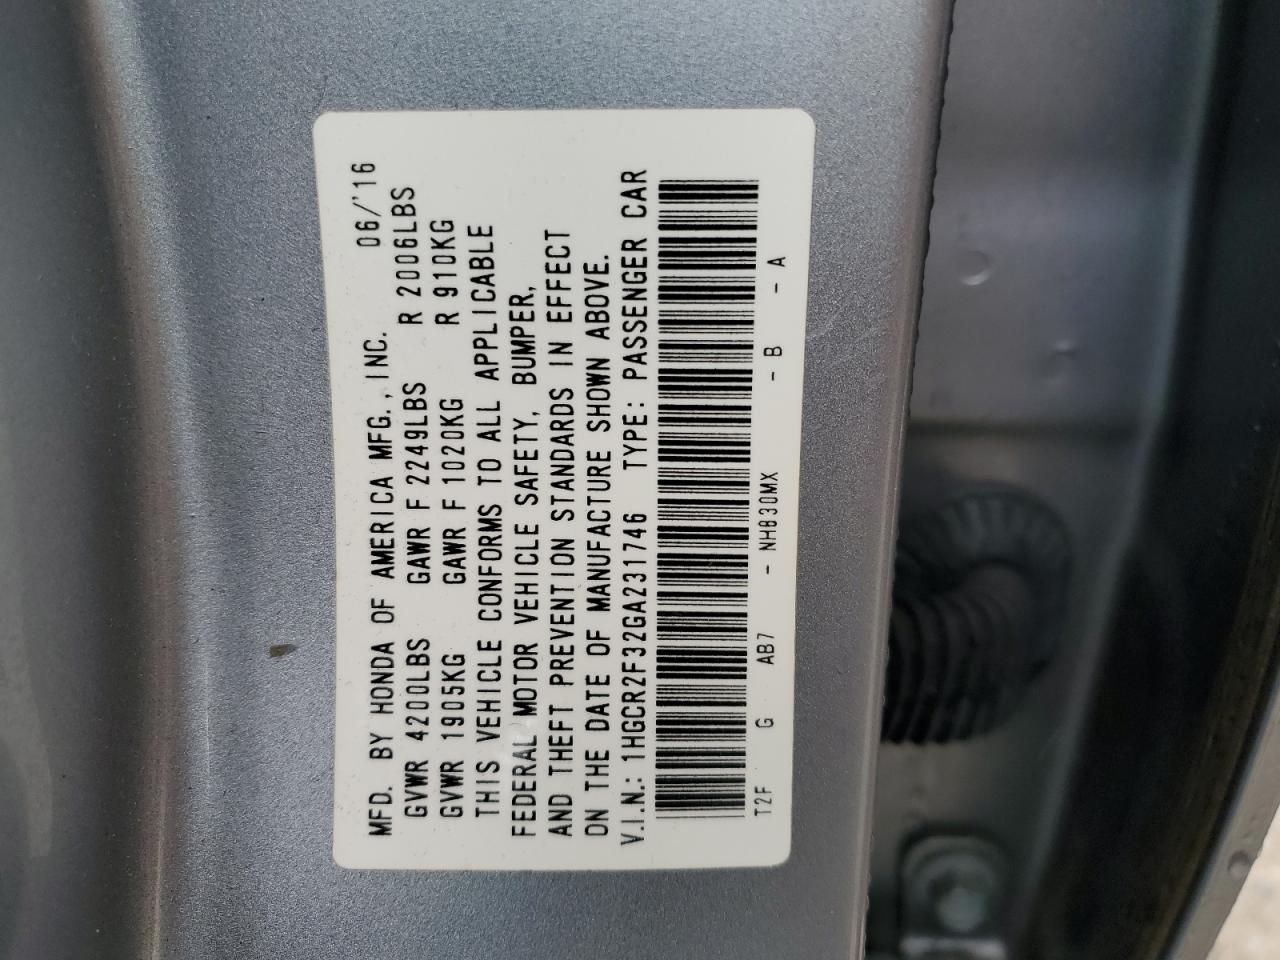 MFD. BY HONDA OF AMERICA MFG., INC. 06/'16
GVWR 4200LBS GAWR F 2249LBS R 2006LBS
GVWR 1905KG GAWR F 1020KG R 910KG
THIS VEHICLE CONFORMS TO ALL APPLICABLE
FEDERAL MOTOR VEHICLE SAFETY, BUMPER,
AND THEFT PREVENTION STANDARDS IN EFFECT
ON THE DATE OF MANUFACTURE SHOWN ABOVE.
V.I.N.: 1HGCR2F32GA231746 TYPE: PASSENGER CAR
T2F G AB7 - NH830MX - B - A